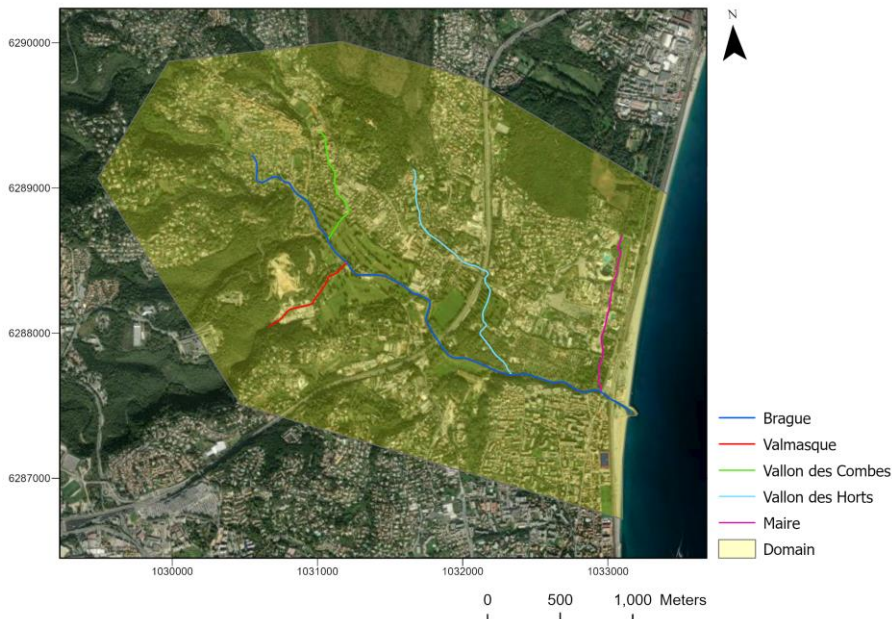 N
6290000
6289000
6288000
6287000
1030000 1031000 1032000 1033000
Brague
Valmasque
Vallon des Combes
Vallon des Horts
Maire
Domain
0 500 1,000 Meters